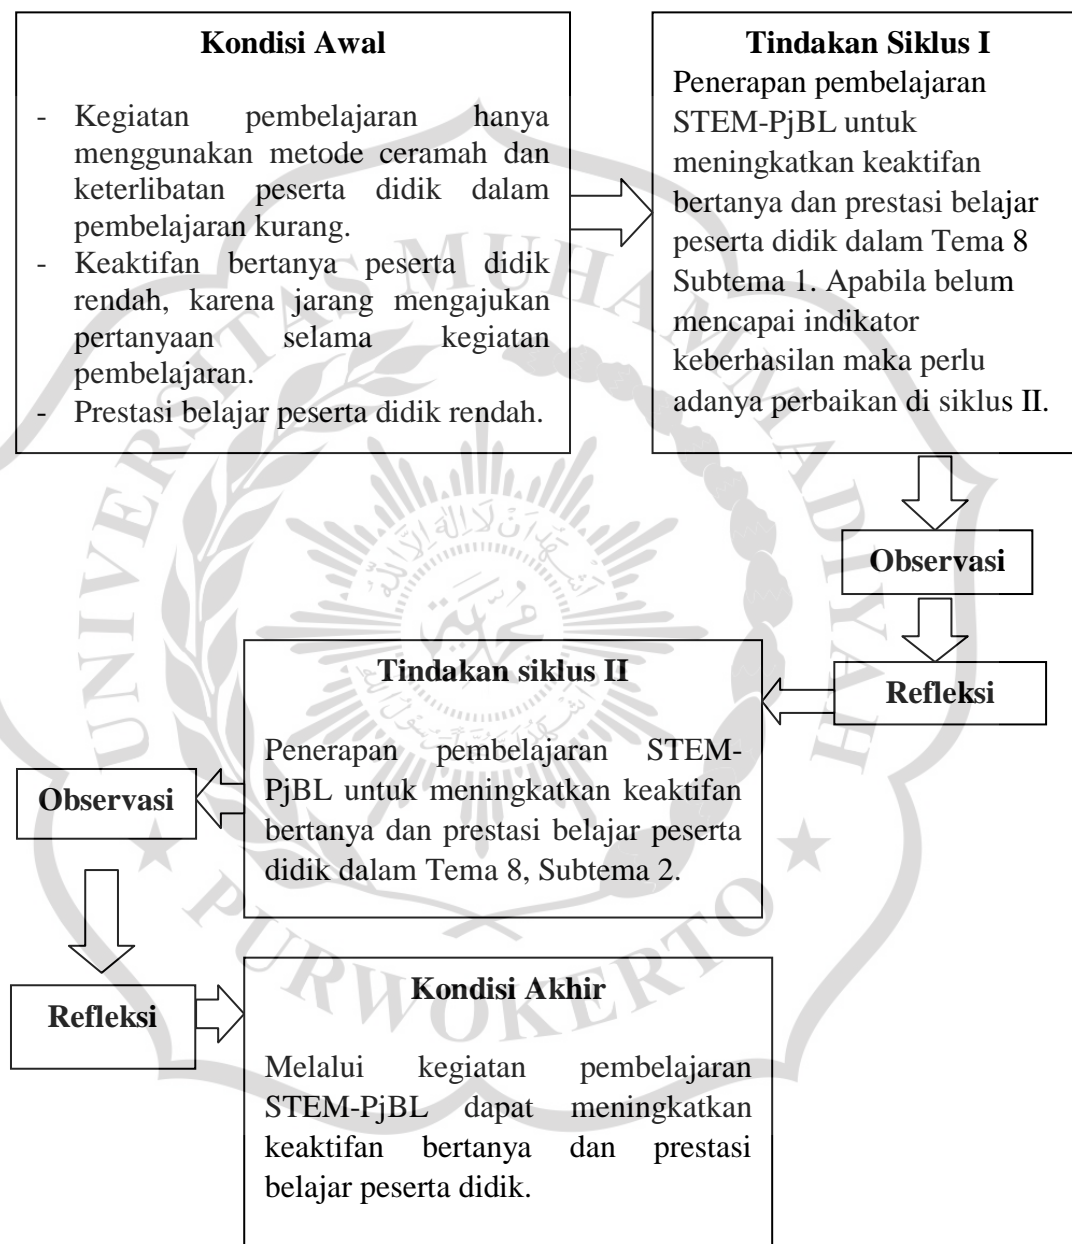 Kondisi Awal
- Kegiatan pembelajaran hanya
menggunakan metode ceramah dan
keterlibatan peserta didik dalam
pembelajaran kurang.
- Keaktifan bertanya peserta didik
rendah, karena jarang mengajukan
pertanyaan selama kegiatan
pembelajaran.
- Prestasi belajar peserta didik rendah.
Tindakan Siklus I
Penerapan pembelajaran
STEM-PjBL untuk
meningkatkan keaktifan
bertanya dan prestasi belajar
peserta didik dalam Tema 8
Subtema 1. Apabila belum
mencapai indikator
keberhasilan maka perlu
adanya perbaikan di siklus II.
Observasi
Refleksi
Tindakan siklus II
Penerapan pembelajaran STEM-
PjBL untuk meningkatkan keaktifan
bertanya dan prestasi belajar peserta
didik dalam Tema 8, Subtema 2.
Observasi
Refleksi
Kondisi Akhir
Melalui kegiatan pembelajaran
STEM-PjBL dapat meningkatkan
keaktifan bertanya dan prestasi
belajar peserta didik.
UNIVERSITAS MUHAMMADIYAH
PURWOKERTO